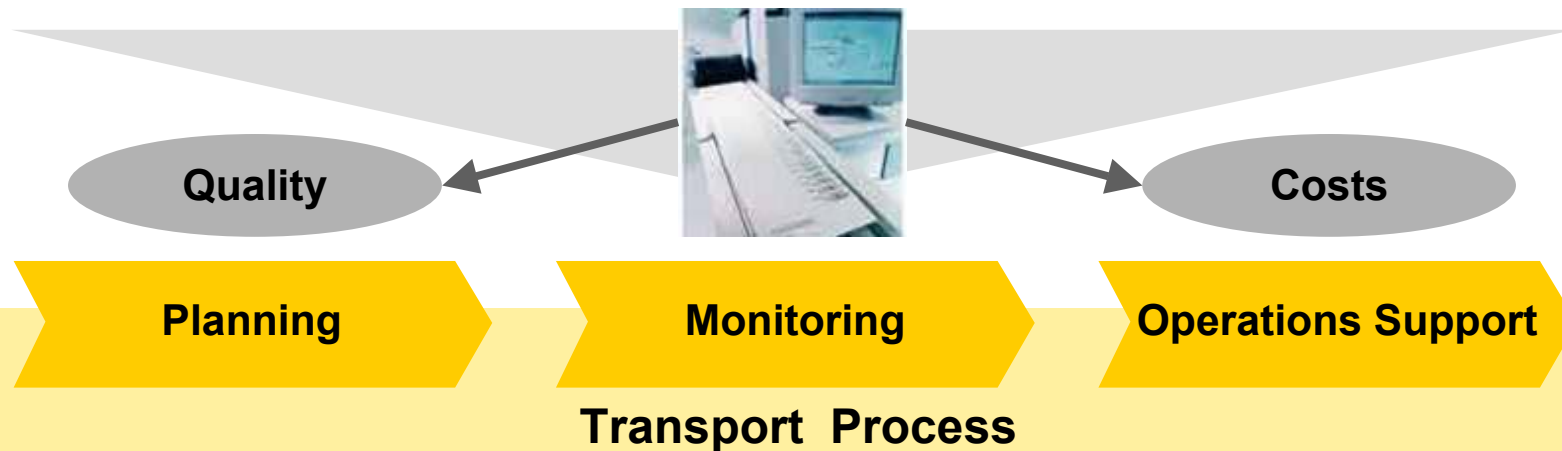 Quality
Costs
Planning
Monitoring
Operations Support
Transport Process